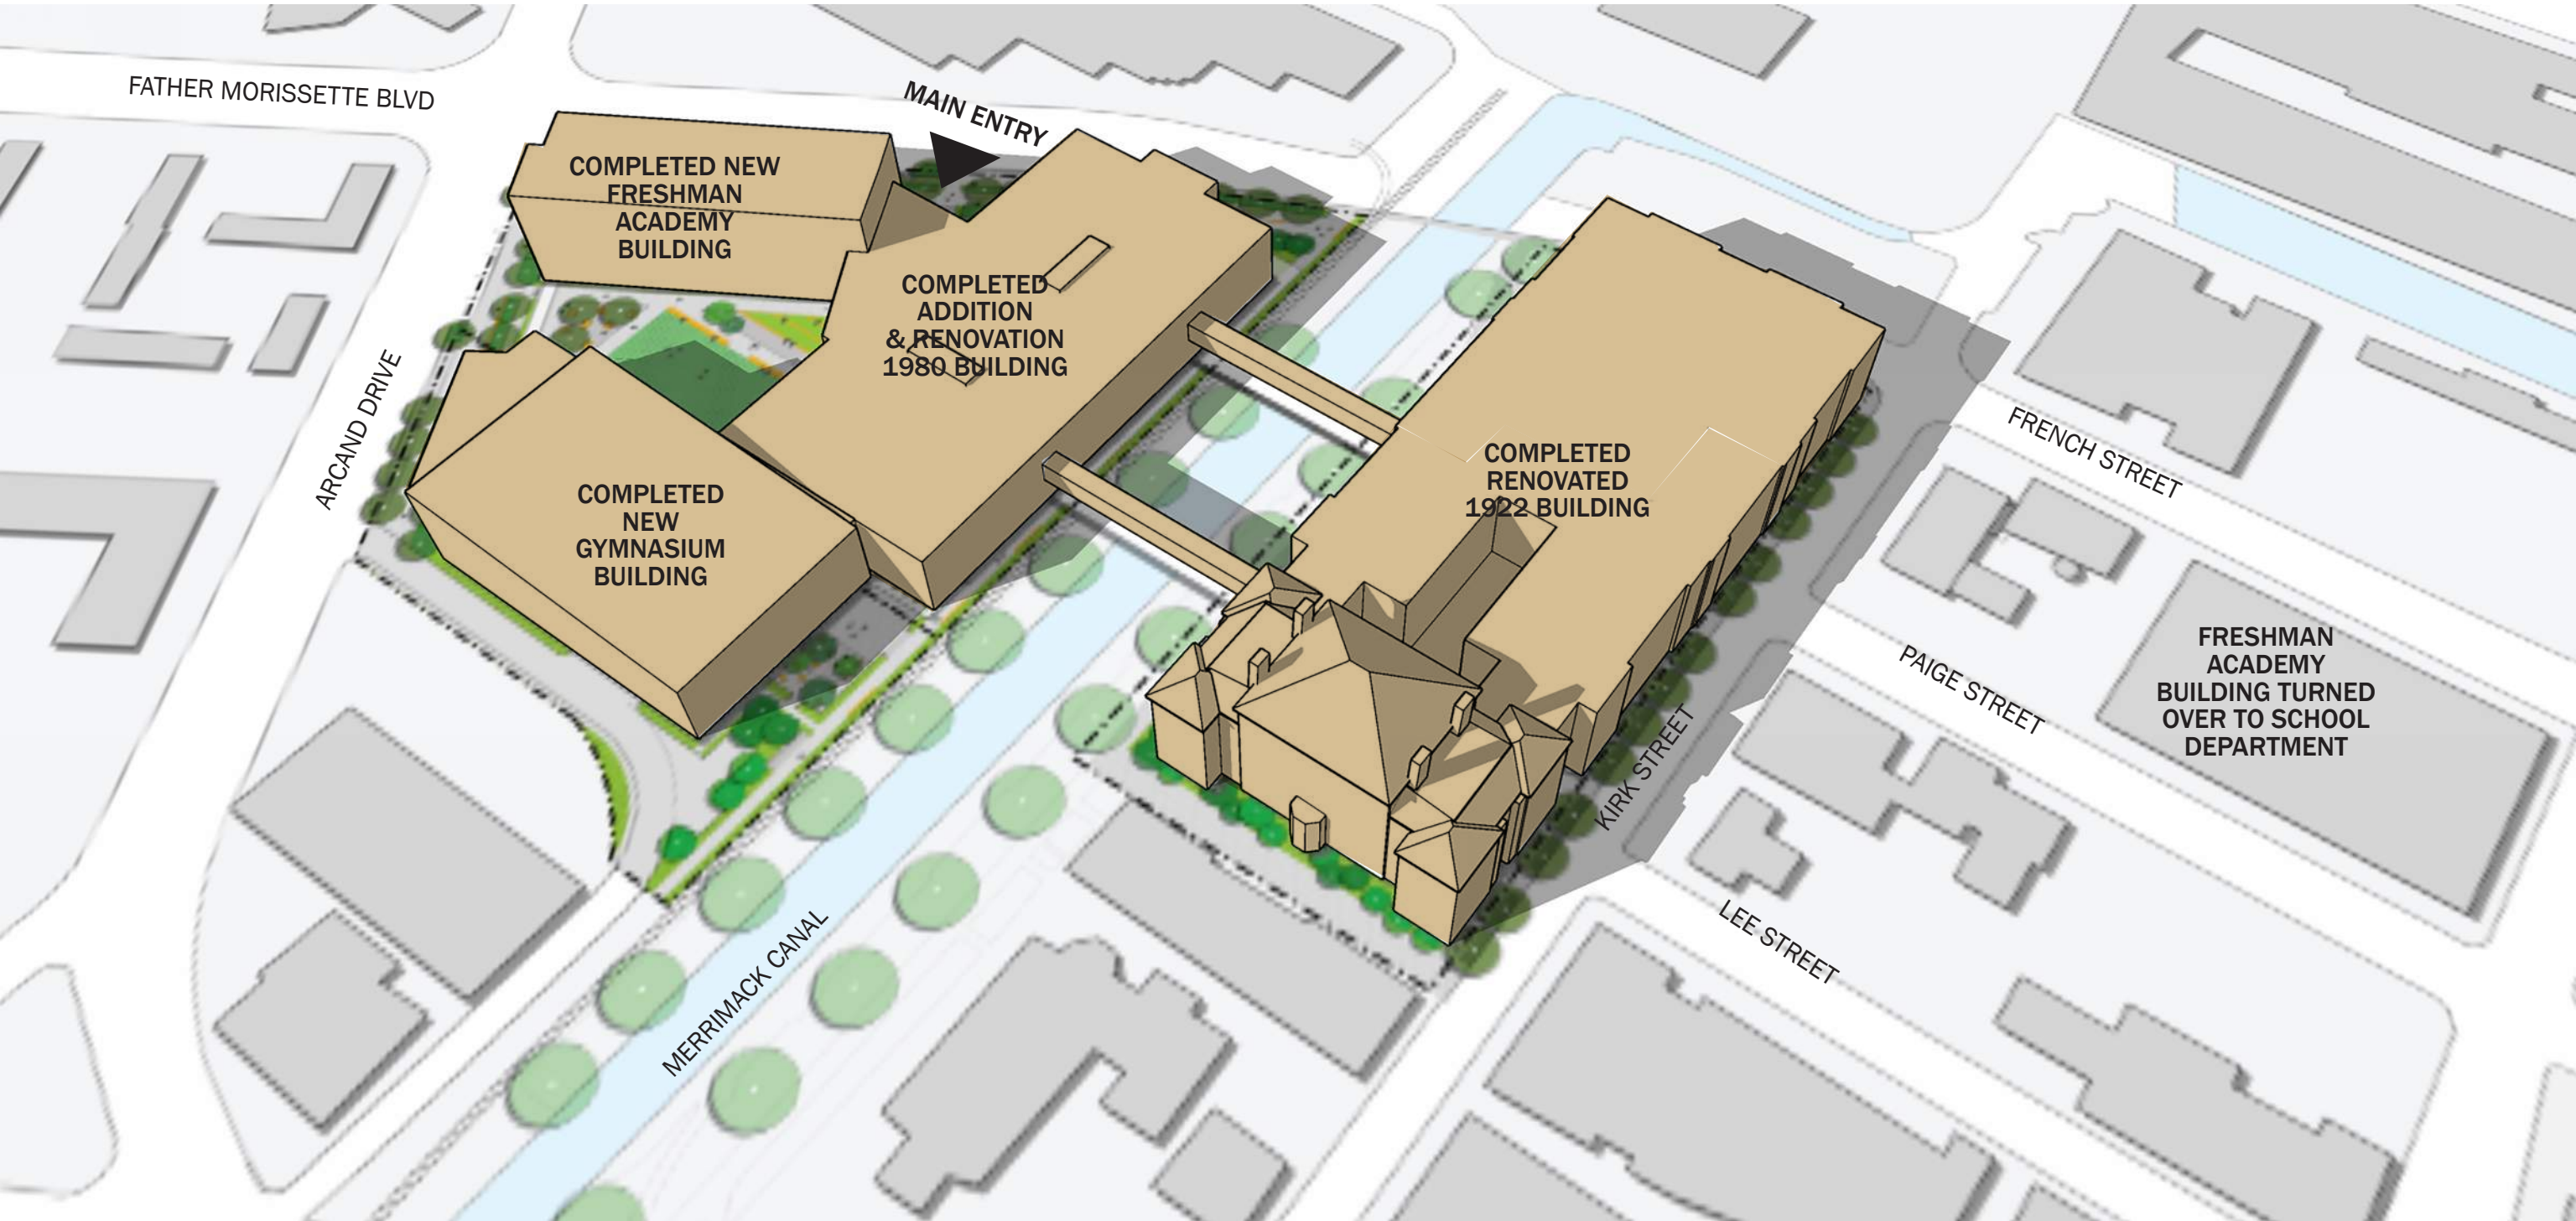 FATHER MORISSETTE BLVD
MAIN ENTRY
COMPLETED NEW
FRESHMAN
ACADEMY
BUILDING
COMPLETED
ADDITION
& RENOVATION
1980 BUILDING
ARCAND DRIVE
COMPLETED
NEW
GYMNASIUM
BUILDING
COMPLETED
RENOVATED
1922 BUILDING
FRENCH STREET
PAIGE STREET
FRESHMAN
ACADEMY
BUILDING TURNED
OVER TO SCHOOL
DEPARTMENT
KIRK STREET
LEE STREET
MERRIMACK CANAL